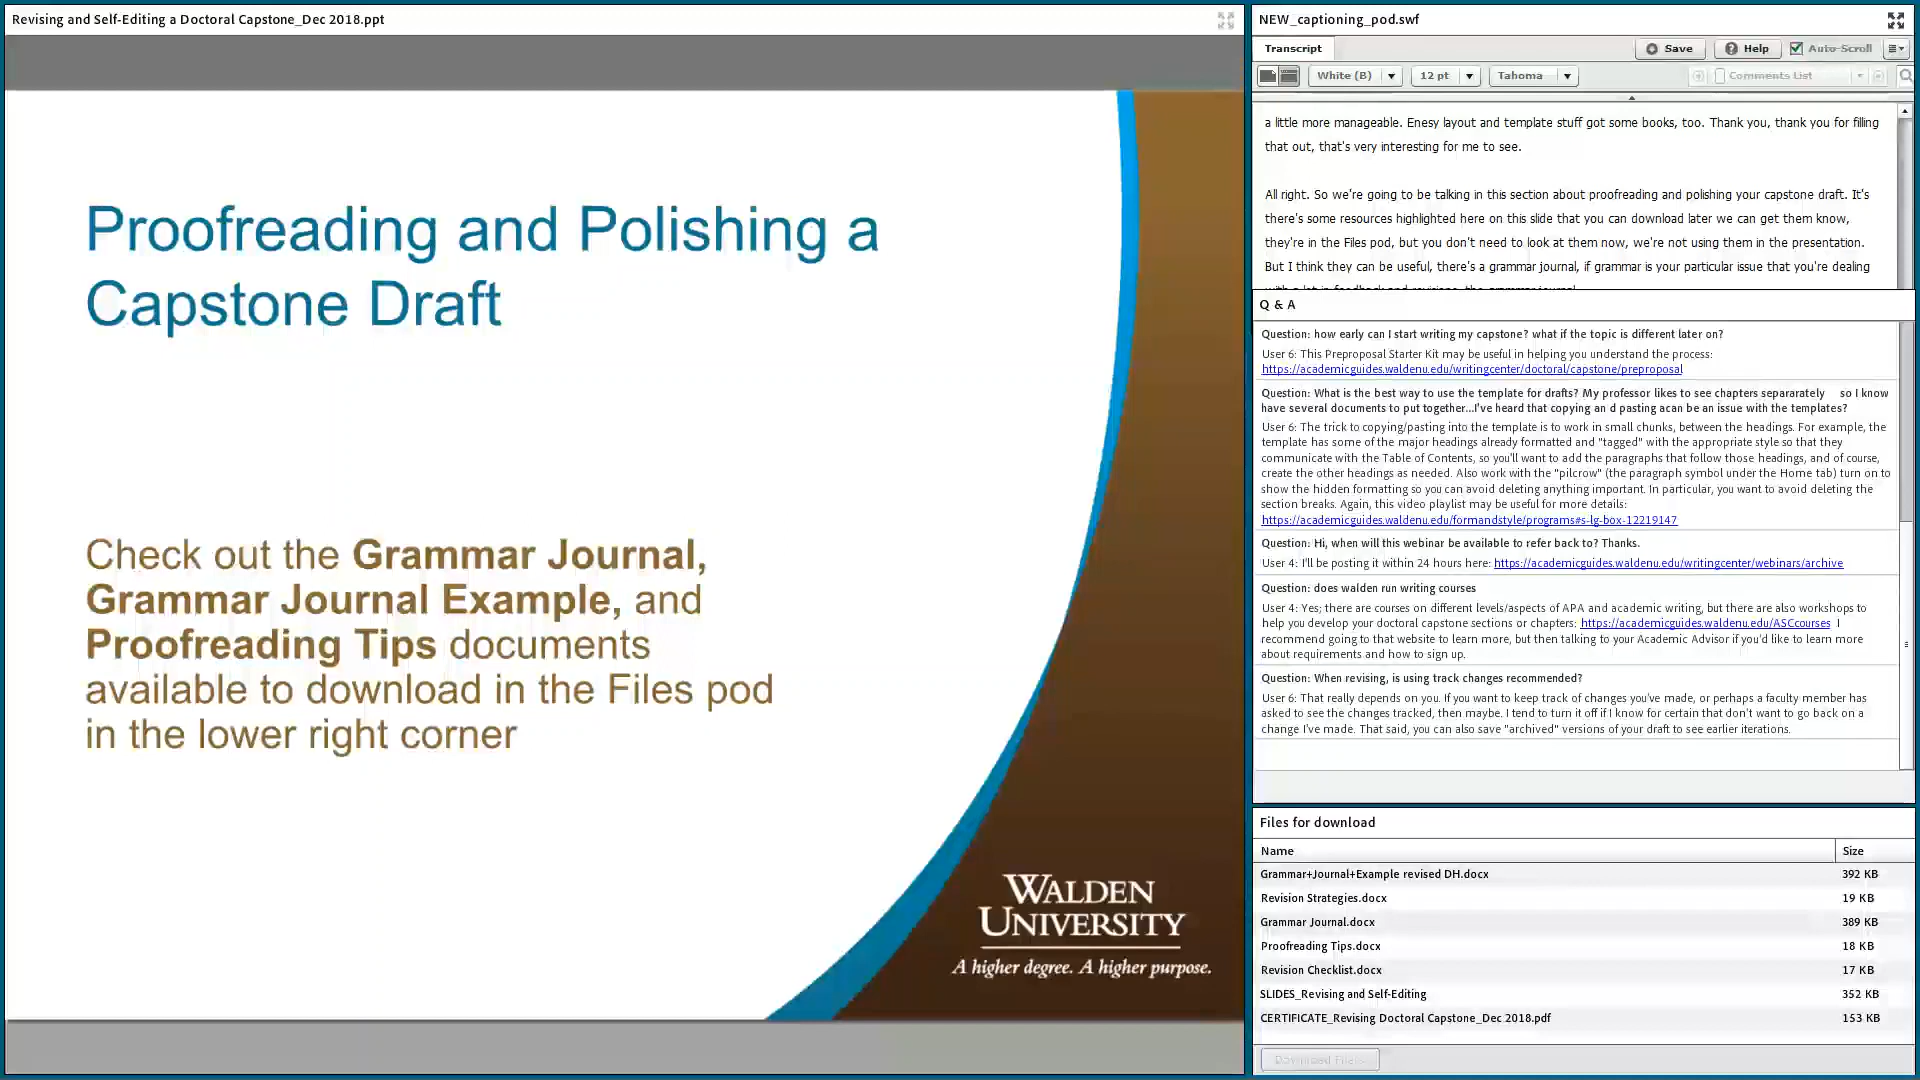 Revising and Self-Editing a Doctoral Capstone_Dec 2018.ppt
Proofreading and Polishing a
Capstone Draft
Check out the Grammar Journal,
Grammar Journal Example, and
Proofreading Tips documents
available to download in the Files pod
in the lower right corner
WALDEN
UNIVERSITY
A higher degree. A higher purpose.
NEW_captioning_pod.swf
Transcript
Save
Help
Auto-Scroll
White (B)
12 pt
Tahoma
Comments List
a little more manageable. Enesy layout and template stuff got some books, too. Thank you, thank you for filling
that out, that's very interesting for me to see.
All right. So we're going to be talking in this section about proofreading and polishing your capstone draft. It's
there's some resources highlighted here on this slide that you can download later we can get them know,
they're in the Files pod, but you don't need to look at them now, we're not using them in the presentation.
But I think they can be useful, there's a grammar journal, if grammar is your particular issue that you're dealing
with a lot in feedback and revisions, the grammar journal
Q & A
Question: how early can I start writing my capstone? what if the topic is different later on?
User 6: This Preproposal Starter Kit may be useful in helping you understand the process:
https://academicguides.waldenu.edu/writingcenter/doctoral/capstone/preproposal
Question: What is the best way to use the template for drafts? My professor likes to see chapters separarately so I know
have several documents to put together...I've heard that copying an d pasting acan be an issue with the templates?
User 6: The trick to copying/pasting into the template is to work in small chunks, between the headings. For example, the
template has some of the major headings already formatted and "tagged" with the appropriate style so that they
communicate with the Table of Contents, so you'll want to add the paragraphs that follow those headings, and of course,
create the other headings as needed. Also work with the "pilcrow" (the paragraph symbol under the Home tab) turn on to
show the hidden formatting so you can avoid deleting anything important. In particular, you want to avoid deleting the
section breaks. Again, this video playlist may be useful for more details:
https://academicguides.waldenu.edu/formandstyle/programs#s-lg-box-12219147
Question: Hi, when will this webinar be available to refer back to? Thanks.
User 4: I'll be posting it within 24 hours here: https://academicguides.waldenu.edu/writingcenter/webinars/archive
Question: does walden run writing courses
User 4: Yes; there are courses on different levels/aspects of APA and academic writing, but there are also workshops to
help you develop your doctoral capstone sections or chapters: https://academicguides.waldenu.edu/ASCcourses I
recommend going to that website to learn more, but then talking to your Academic Advisor if you'd like to learn more
about requirements and how to sign up.
Question: When revising, is using track changes recommended?
User 6: That really depends on you. If you want to keep track of changes you've made, or perhaps a faculty member has
asked to see the changes tracked, then maybe. I tend to turn it off if I know for certain that don't want to go back on a
change I've made. That said, you can also save "archived" versions of your draft to see earlier iterations.
Files for download
Name Size
Grammar+Journal+Example revised DH.docx 392 KB
Revision Strategies.docx 19 KB
Grammar Journal.docx 389 KB
Proofreading Tips.docx 18 KB
Revision Checklist.docx 17 KB
SLIDES_Revising and Self-Editing 352 KB
CERTIFICATE_Revising Doctoral Capstone_Dec 2018.pdf 153 KB
Download File(s)